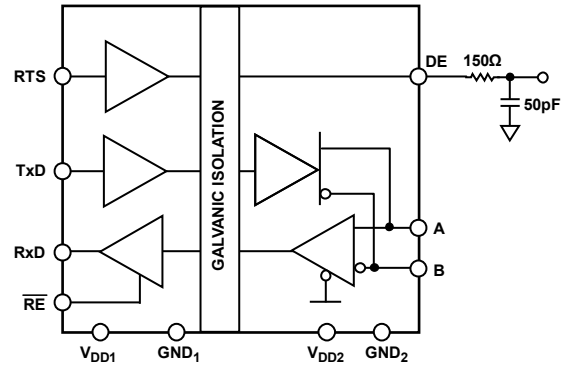 RTS
DE
150Ω
50pF
TxD
GALVANIC ISOLATION
A
RxD
B
RE
VDD1
GND1
VDD2
GND2